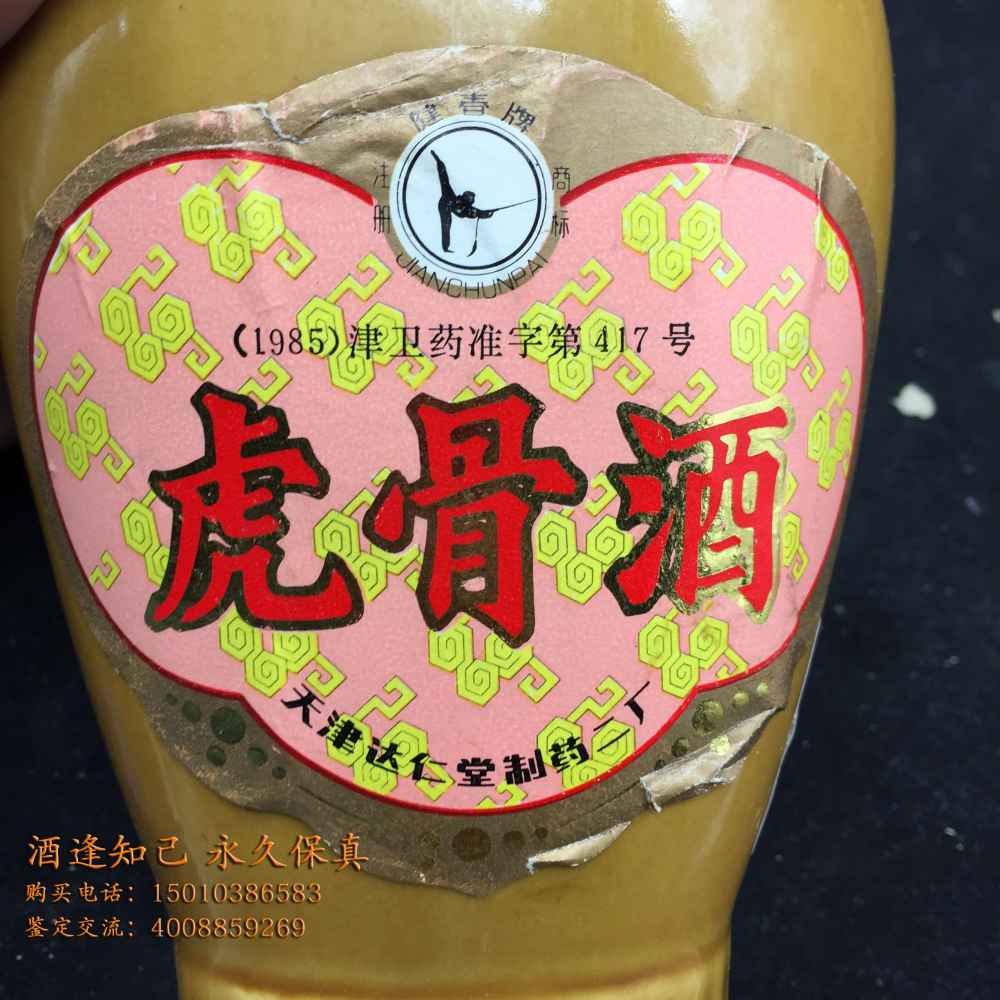 健春牌
注册
商标
JIANCHUNPAI
(1985)津卫药准字第417号
虎骨酒
天津达仁堂制药二厂
酒逢知己 永久保真
购买电话：15010386583
鉴定交流：4008859269